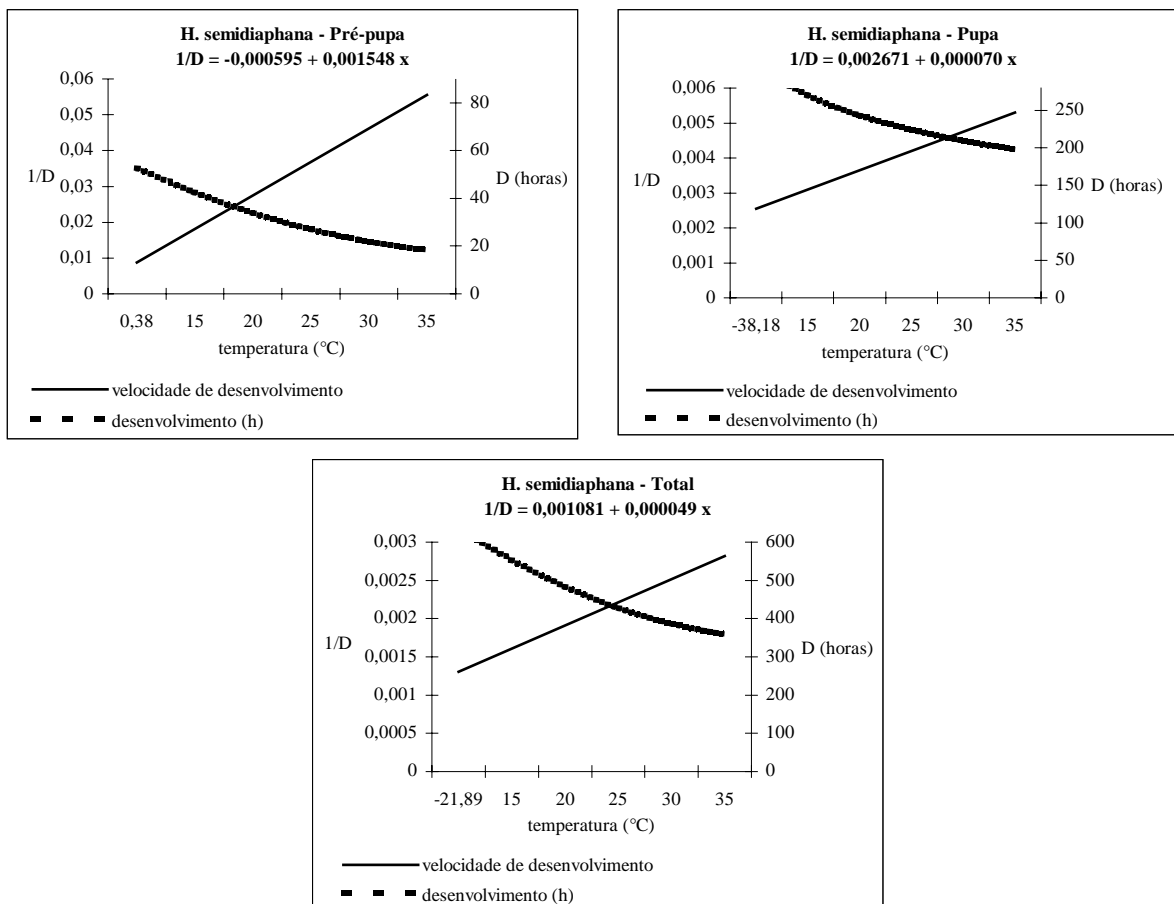 H. semidiaphana - Pré-pupa
1/D = -0,000595 + 0,001548 x
0,06
0,05
0,04
0,03
0,02
0,01
0
1/D
80
60
40
20
0
D (horas)
0,38 15 20 25 30 35
temperatura (°C)
velocidade de desenvolvimento
desenvolvimento (h)
H. semidiaphana - Pupa
1/D = 0,002671 + 0,000070 x
0,006
0,005
0,004
0,003
0,002
0,001
0
1/D
250
200
150
100
50
0
D (horas)
-38,18 15 20 25 30 35
temperatura (°C)
velocidade de desenvolvimento
desenvolvimento (h)
H. semidiaphana - Total
1/D = 0,001081 + 0,000049 x
0,003
0,0025
0,002
0,0015
0,001
0,0005
0
1/D
600
500
400
300
200
100
0
D (horas)
-21,89 15 20 25 30 35
temperatura (°C)
velocidade de desenvolvimento
desenvolvimento (h)